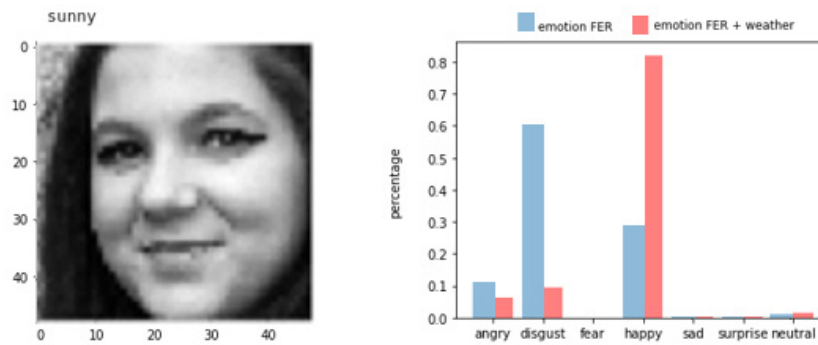 sunny
0
10
20
30
40
0 10 20 30 40
emotion FER emotion FER + weather
percentage
0.8
0.7
0.6
0.5
0.4
0.3
0.2
0.1
0.0
angry disgust fear happy sad surprise neutral